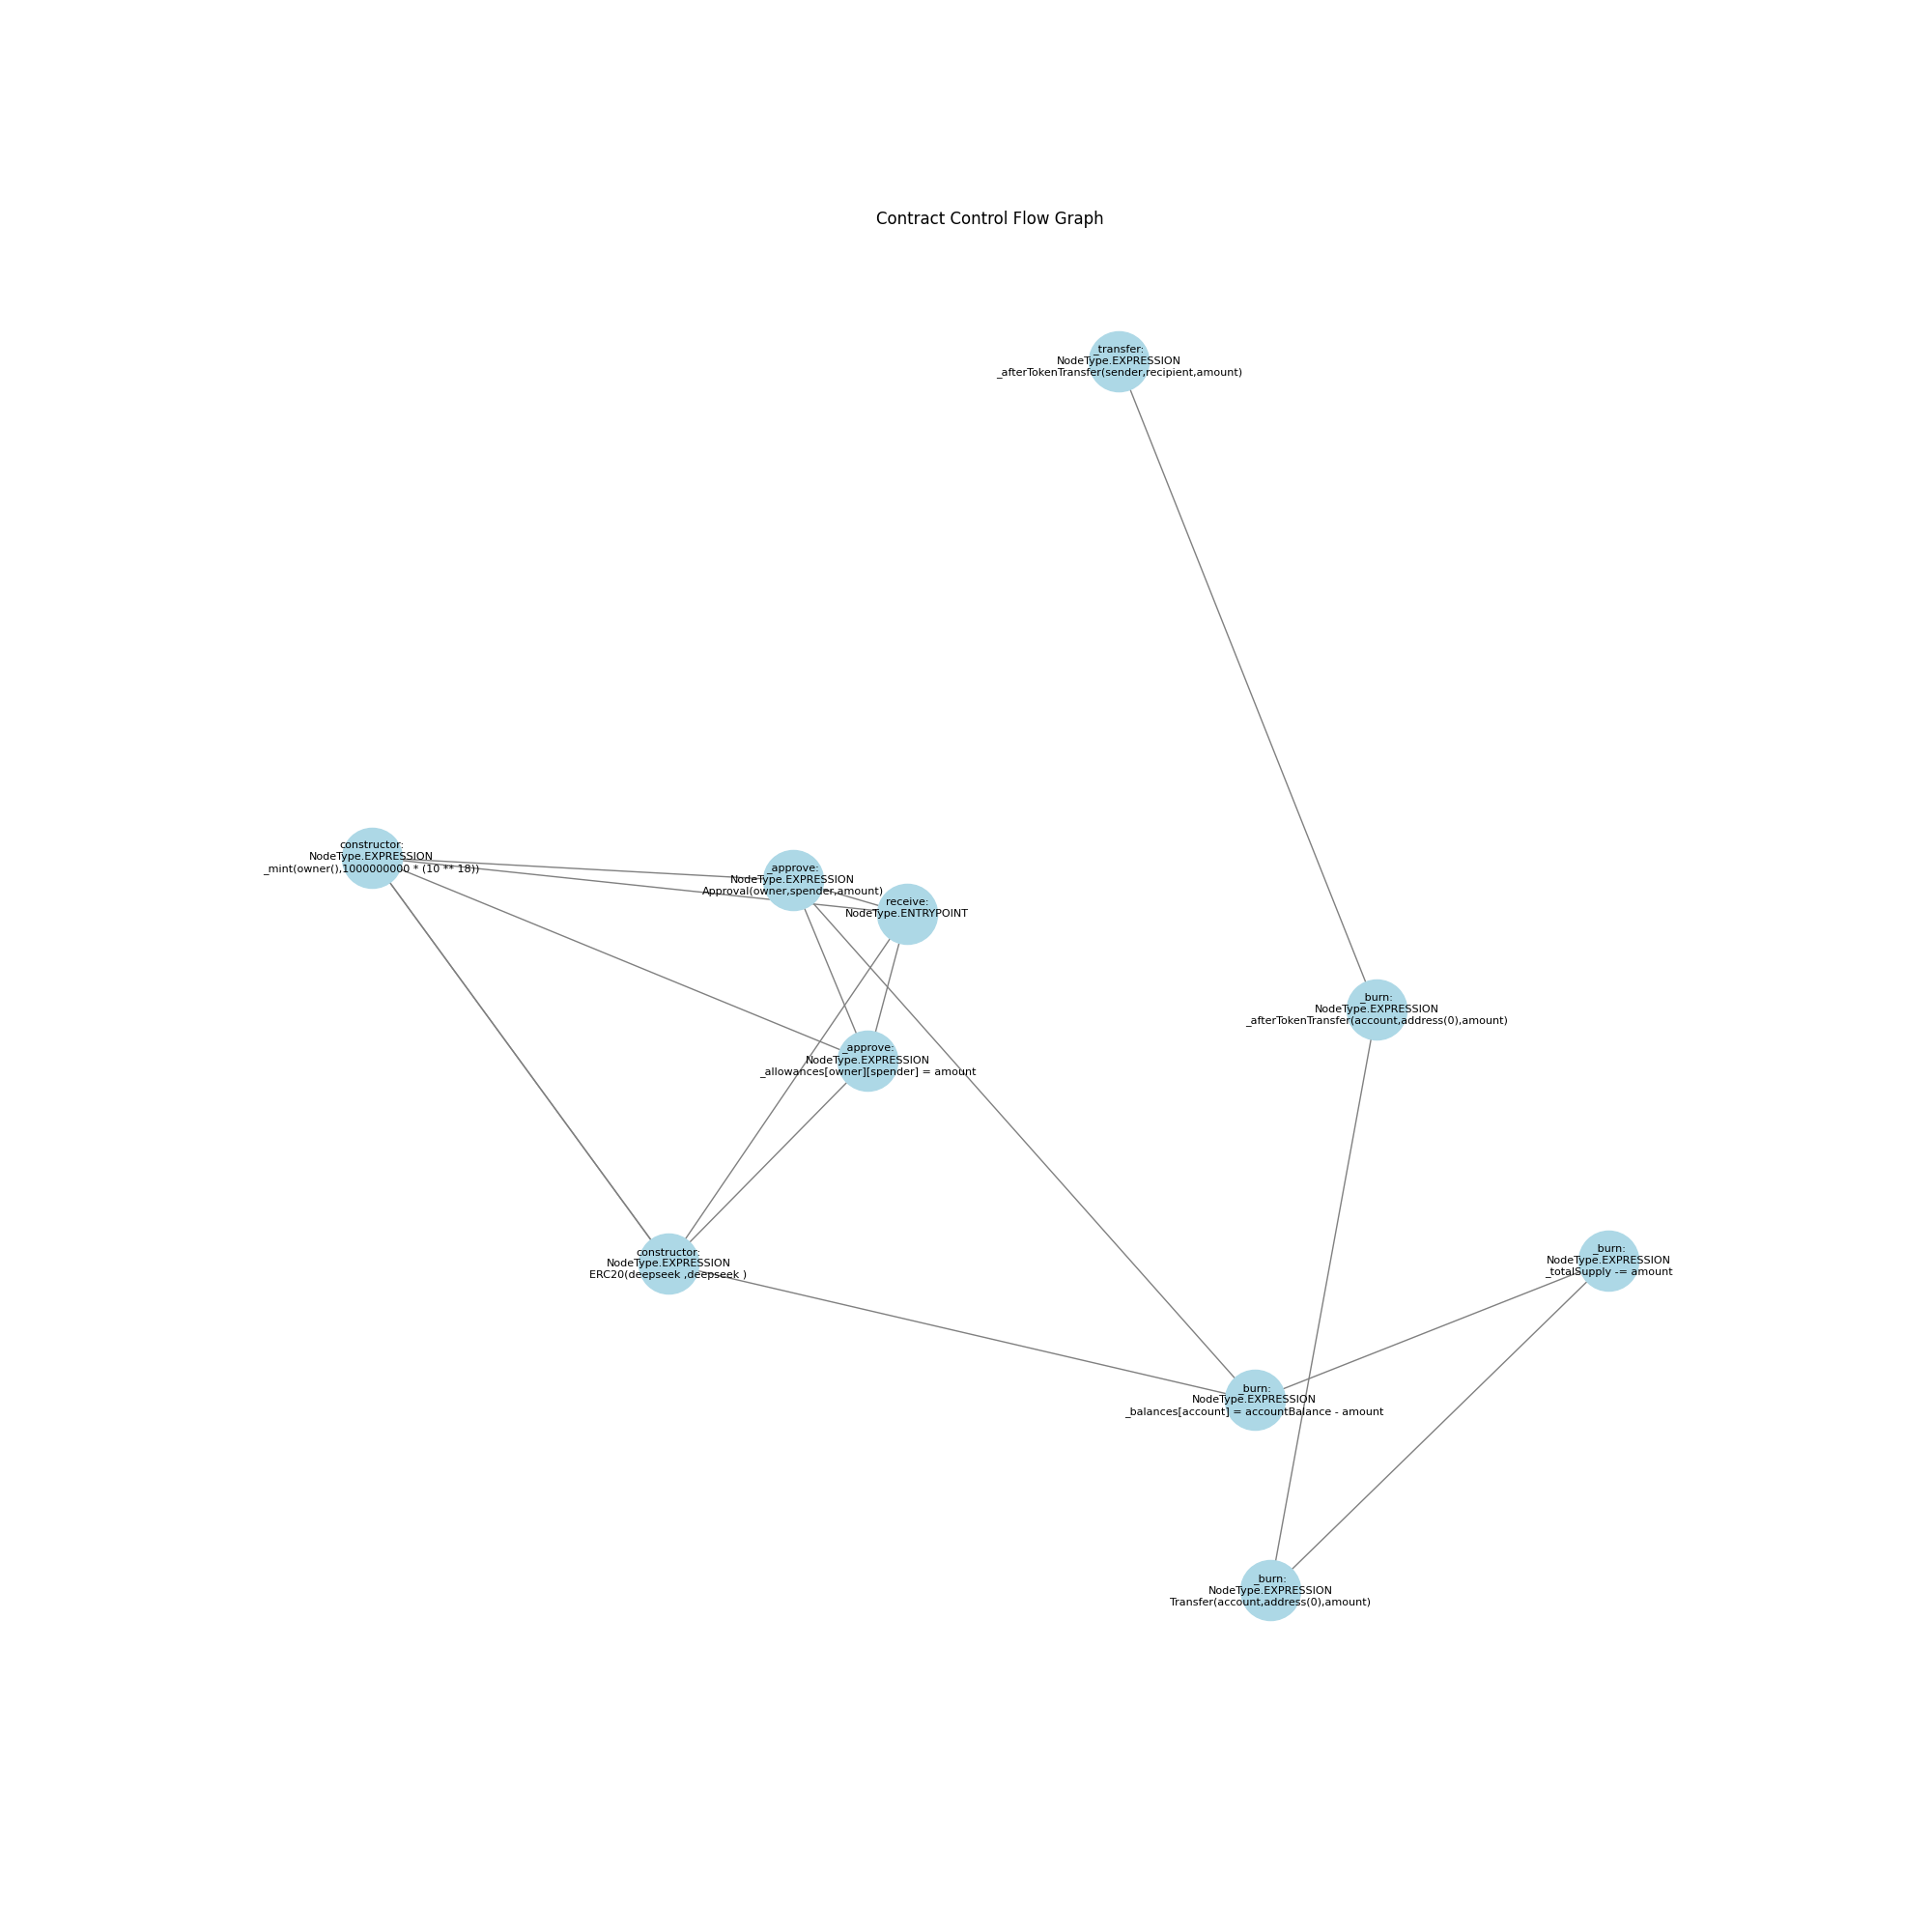 Contract Control Flow Graph
_transfer:
NodeType.EXPRESSION
_afterTokenTransfer(sender,recipient,amount)
constructor:
NodeType.EXPRESSION
_mint(owner(),1000000000 * (10 ** 18))
_approve:
NodeType.EXPRESSION
Approval(owner,spender,amount)
receive:
NodeType.ENTRYPOINT
_burn:
NodeType.EXPRESSION
_afterTokenTransfer(account,address(0),amount)
_approve:
NodeType.EXPRESSION
_allowances[owner][spender] = amount
constructor:
NodeType.EXPRESSION
ERC20(deepseek ,deepseek )
_burn:
NodeType.EXPRESSION
_totalSupply -= amount
_burn:
NodeType.EXPRESSION
_balances[account] = accountBalance - amount
_burn:
NodeType.EXPRESSION
Transfer(account,address(0),amount)